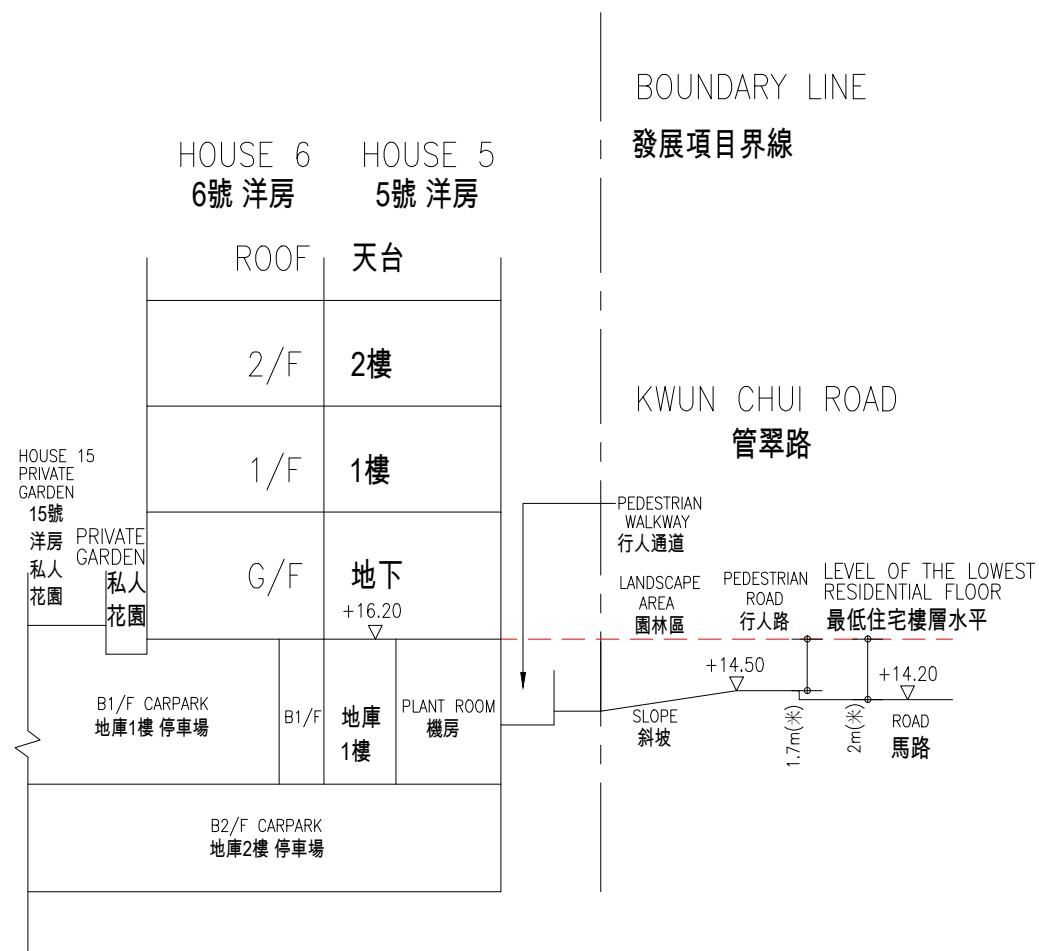 BOUNDARY LINE
發展項目界線
HOUSE 6
6號 洋房
HOUSE 5
5號 洋房
ROOF 天台
2/F 2樓
KWUN CHUI ROAD
管翠路
1/F 1樓
HOUSE 15
PRIVATE
GARDEN
15號
洋房
私人
花園
PRIVATE
GARDEN
私人
花園
G/F 地下
+16.20
PEDESTRIAN
WALKWAY
行人通道
LANDSCAPE
AREA
園林區
PEDESTRIAN
ROAD
行人路
LEVEL OF THE LOWEST
RESIDENTIAL FLOOR
最低住宅樓層水平
+14.50
+14.20
B1/F CARPARK
地庫1樓 停車場
B1/F
地庫
1樓
PLANT ROOM
機房
SLOPE
斜坡
1.7m(米)
2m(米)
ROAD
馬路
B2/F CARPARK
地庫2樓 停車場